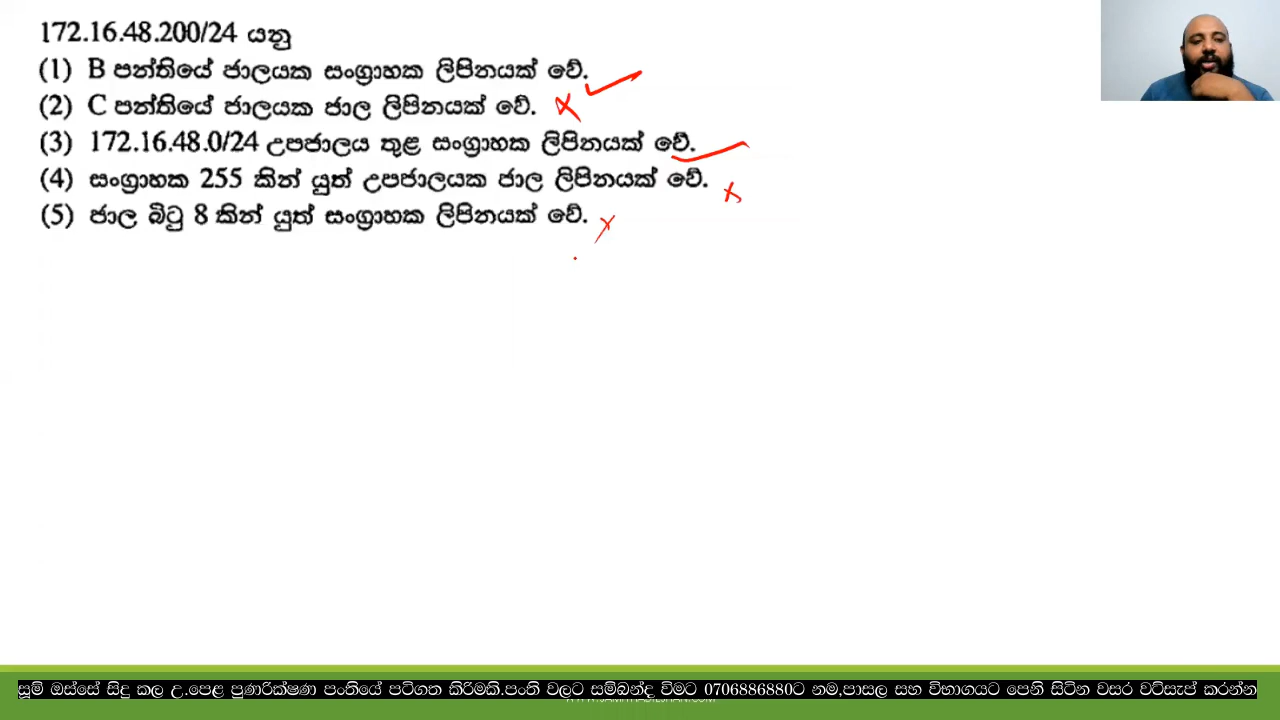 172.16.48.200/24 යනු
(1) B පන්තියේ ජාලයක සංග්‍රාහක ලිපිනයක් වේ.
(2) C පන්තියේ ජාලයක ජාල ලිපිනයක් වේ.
(3) 172.16.48.0/24 උපජාලය තුළ සංග්‍රාහක ලිපිනයක් වේ.
(4) සංග්‍රාහක 255 කින් යුත් උපජාලයක ජාල ලිපිනයක් වේ.
(5) ජාල බිටු 8 කින් යුත් සංග්‍රාහක ලිපිනයක් වේ.
සූම් ඔස්සේ සිදු කල උ.පෙළ පුණරික්ෂණ පංතියේ පටිගත කිරිමකි.පංති වලට සම්බන්ද විමට 0706886880ට නම,පාසල සහ විභාගයට පෙනි සිටින වසර වට්සැප් කරන්න